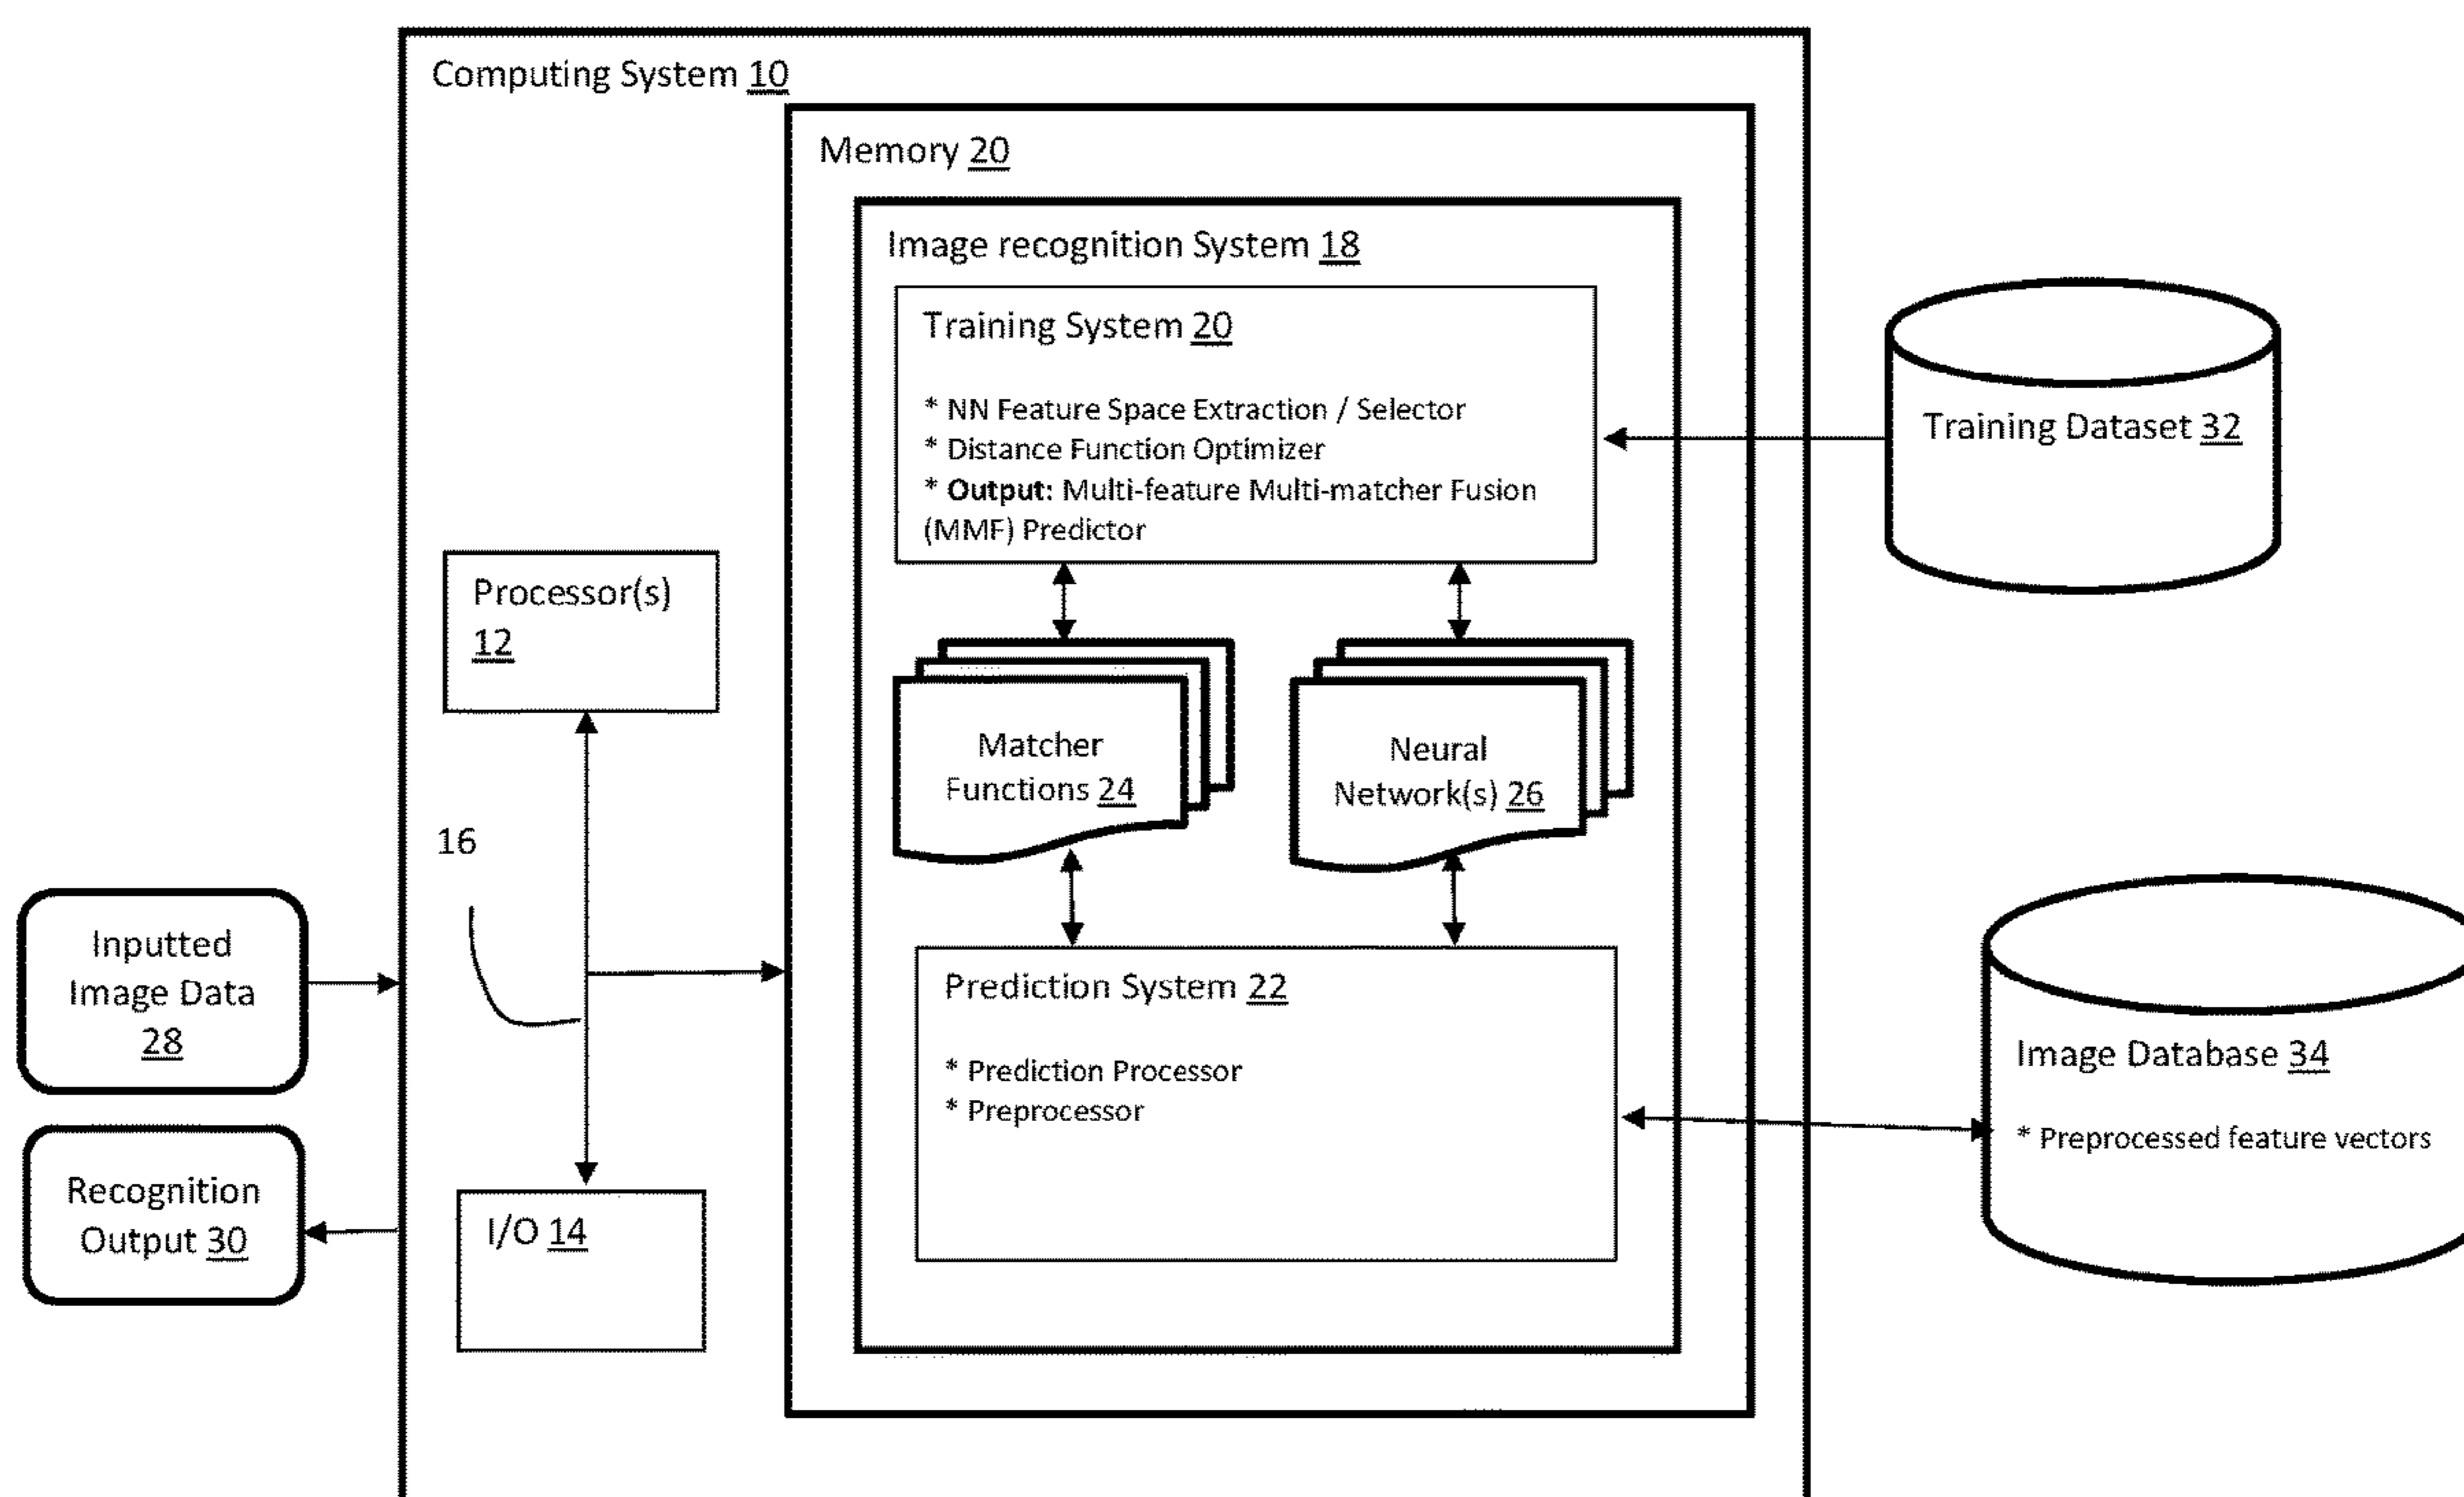 Computing System 10
Memory 20
Image recognition System 18
Training System 20
* NN Feature Space Extraction / Selector
* Distance Function Optimizer
* Output: Multi-feature Multi-matcher Fusion
(MMF) Predictor
Training Dataset 32
Processor(s)
12
Matcher
Functions 24
Neural
Network(s) 26
16
Inputted
Image Data
28
Prediction System 22
* Prediction Processor
* Preprocessor
Image Database 34
* Preprocessed feature vectors
Recognition
Output 30
I/O 14